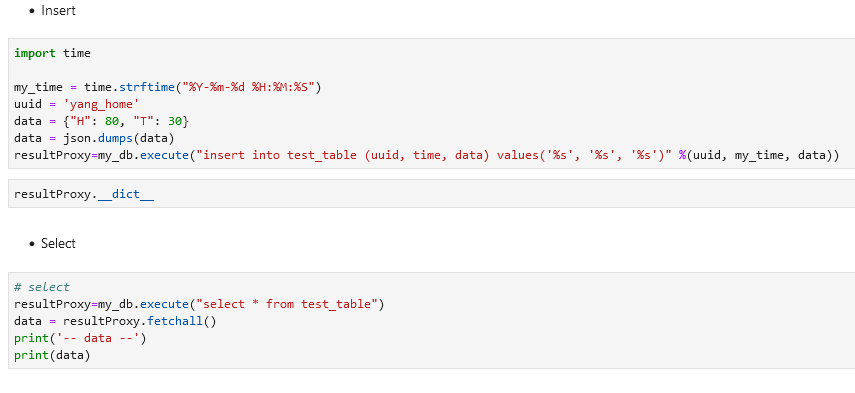 • Insert
import time
my_time = time.strftime("%Y-%m-%d %H:%M:%S")
uuid = 'yang_home'
data = {"H": 80, "T": 30}
data = json.dumps(data)
resultProxy=my_db.execute("insert into test_table (uuid, time, data) values('%s', '%s', '%s')" %(uuid, my_time, data))
resultProxy.__dict__
• Select
# select
resultProxy=my_db.execute("select * from test_table")
data = resultProxy.fetchall()
print('-- data --')
print(data)